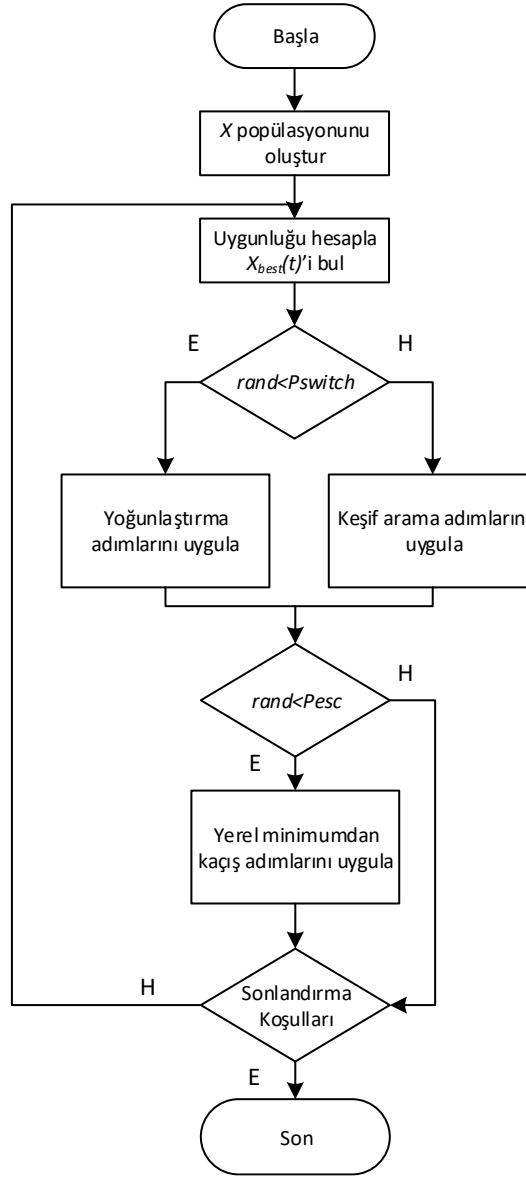 Başla
X popülasyonunu
oluştur
Uygunluğu hesapla
Xbest(t)'i bul
E
H
rand<Pswitch
Yoğunlaştırma
adımlarını uygula
Keşif arama adımların
uygula
rand<Pesc
H
E
Yerel minimumdan
kaçış adımlarını uygula
H
Sonlandırma
Koşulları
E
Son